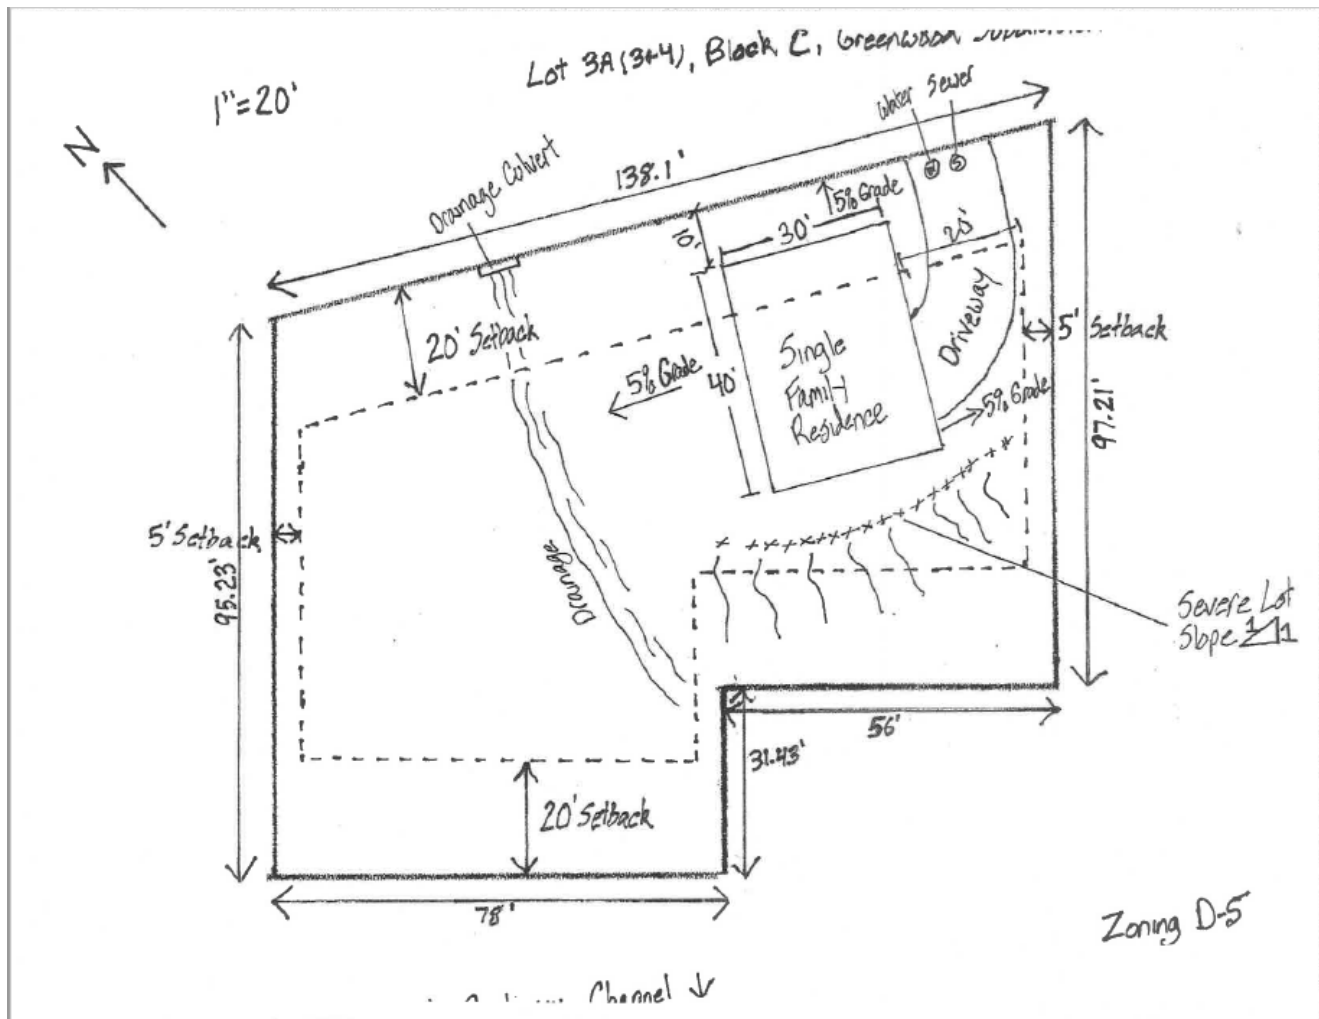 Lot 3A (3+4), Block C, Greenwood
1"=20'
N
Water Sewer
Drainage Culvert
138.1'
5% Grade
10'
30'
20'
20' Setback
5% Grade
40'
Single
Family
Residence
Driveway
5' Setback
5% Grade
97.21'
5' Setback
95.23'
Drainage
Severe Lot
Slope 1 1
56'
31.43'
20' Setback
78'
Zoning D-5
Channel ↓